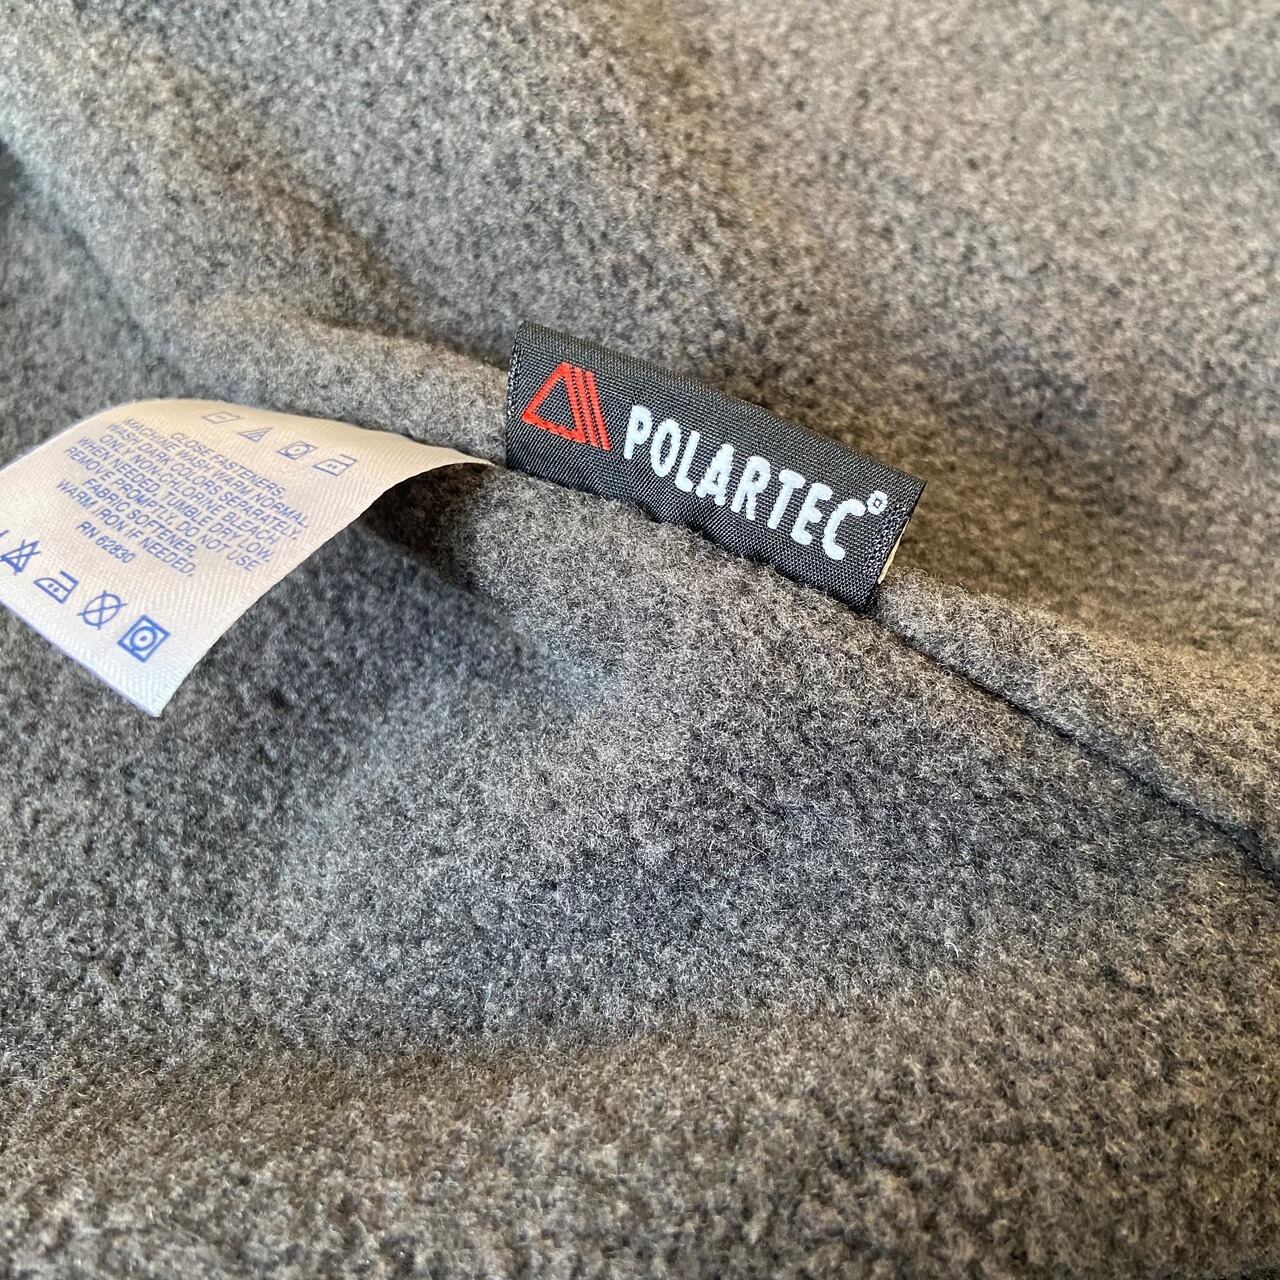 CLOSE FASTENERS.
MACHINE WASH WARM NORMAL.
WASH DARK COLORS SEPARATELY.
ONLY NON-CHLORINE BLEACH
WHEN NEEDED. TUMBLE DRY LOW.
REMOVE PROMPTLY. DO NOT USE
FABRIC SOFTENER.
WARM IRON IF NEEDED.
RN 62830
POLARTEC